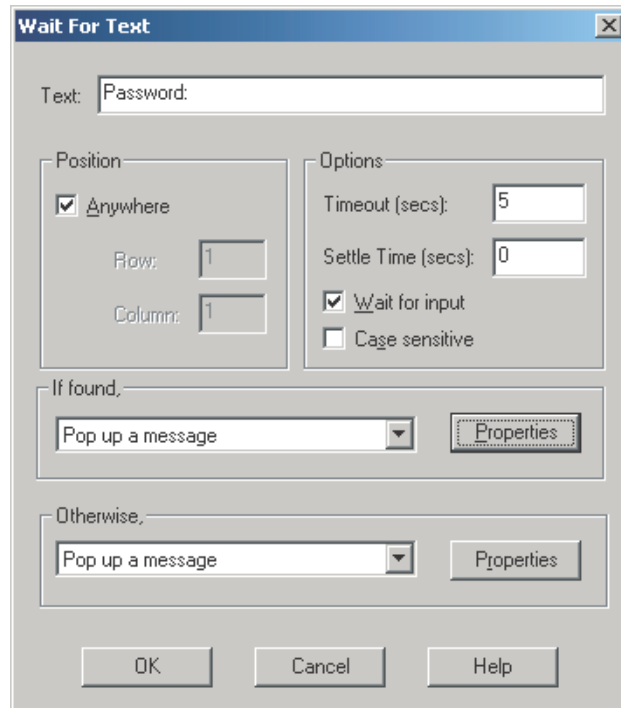 Wait For Text
Text: Password:
Position
Anywhere
Row: 1
Column: 1
Options
Timeout (secs): 5
Settle Time (secs): 0
Wait for input
Case sensitive
If found,
Pop up a message Properties
Otherwise,
Pop up a message Properties
OK Cancel Help